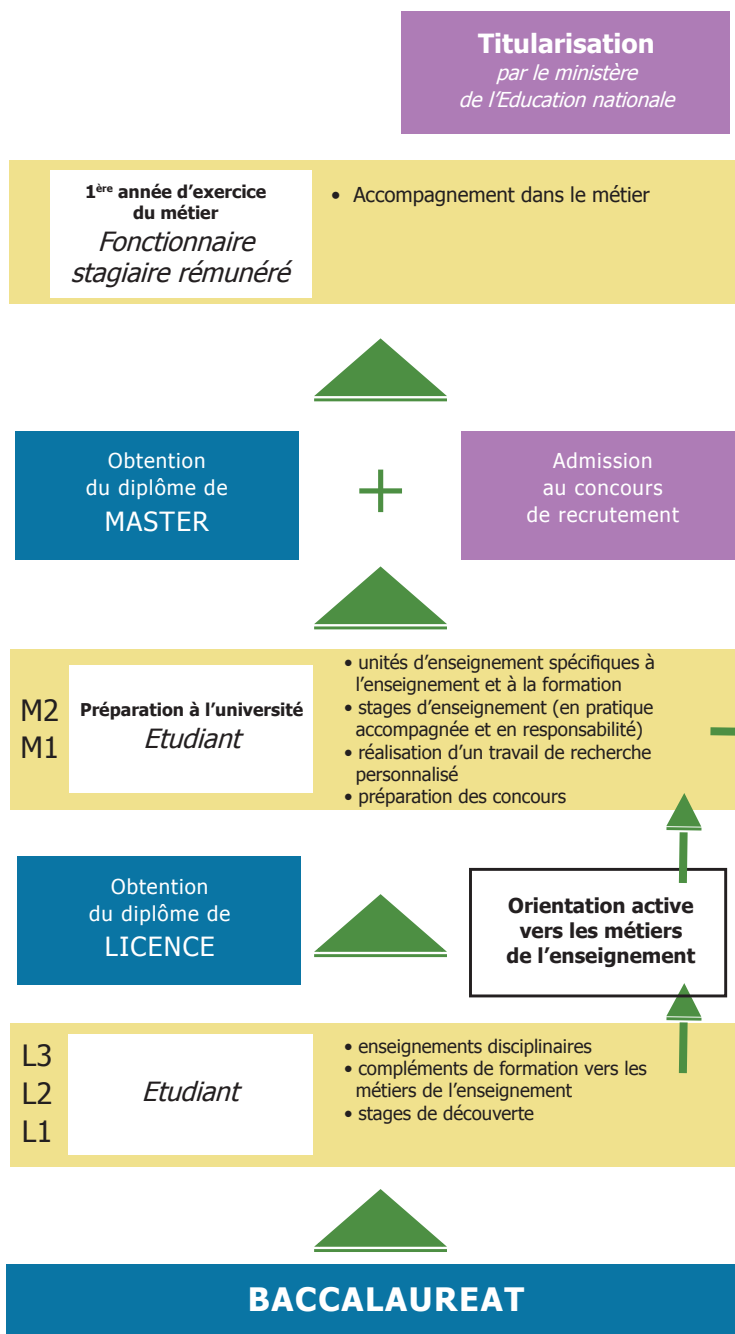 Titularisation
par le ministère
de l'Education nationale
1ère année d'exercice
du métier
Fonctionnaire
stagiaire rémunéré
• Accompagnement dans le métier
Obtention
du diplôme de
MASTER
+
Admission
au concours
de recrutement
M2
M1
Préparation à l'université
Etudiant
• unités d'enseignement spécifiques à
l'enseignement et à la formation
• stages d'enseignement (en pratique
accompagnée et en responsabilité)
• réalisation d'un travail de recherche
personnalisé
• préparation des concours
Obtention
du diplôme de
LICENCE
Orientation active
vers les métiers
de l'enseignement
L3
L2
L1
Etudiant
• enseignements disciplinaires
• compléments de formation vers les
métiers de l'enseignement
• stages de découverte
BACCALAUREAT